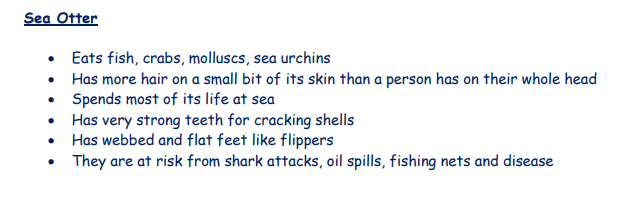 Sea Otter
• Eats fish, crabs, molluscs, sea urchins
• Has more hair on a small bit of its skin than a person has on their whole head
• Spends most of its life at sea
• Has very strong teeth for cracking shells
• Has webbed and flat feet like flippers
• They are at risk from shark attacks, oil spills, fishing nets and disease